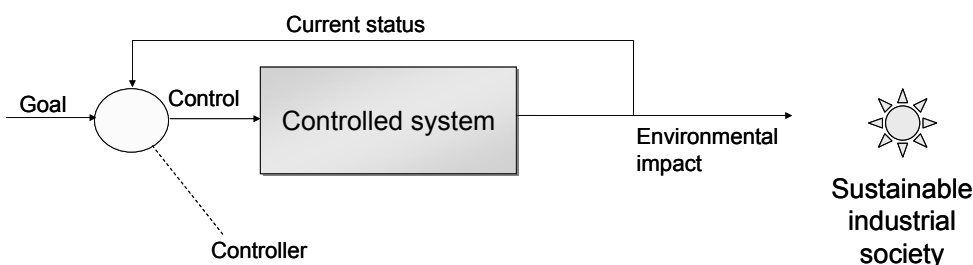 Current status
Goal
Control
Controlled system
Environmental
impact
Controller
Sustainable
industrial
society